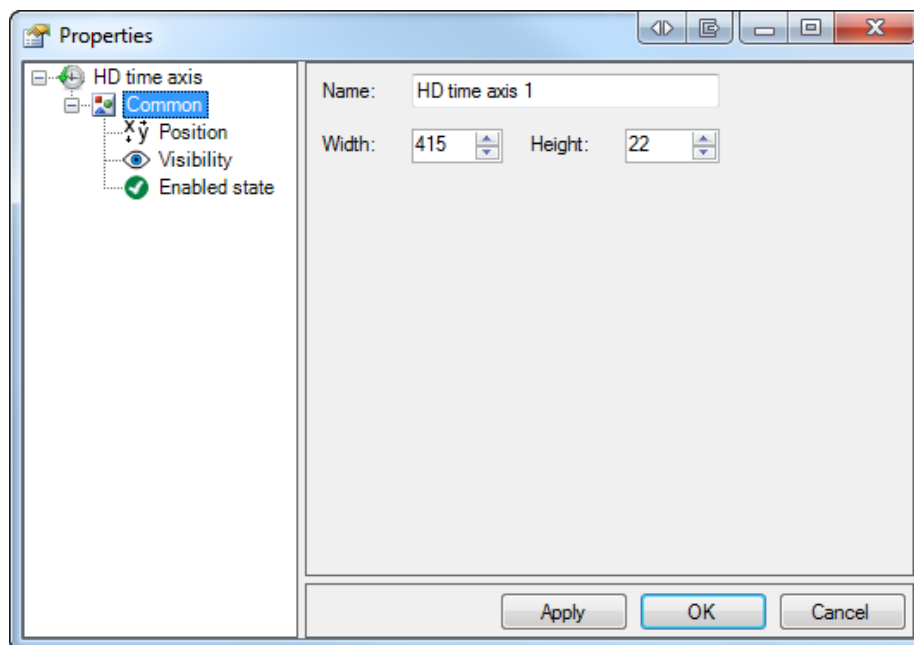 Properties
HD time axis
Common
Position
Visibility
Enabled state
Name: HD time axis 1
Width: 415 Height: 22
Apply OK Cancel